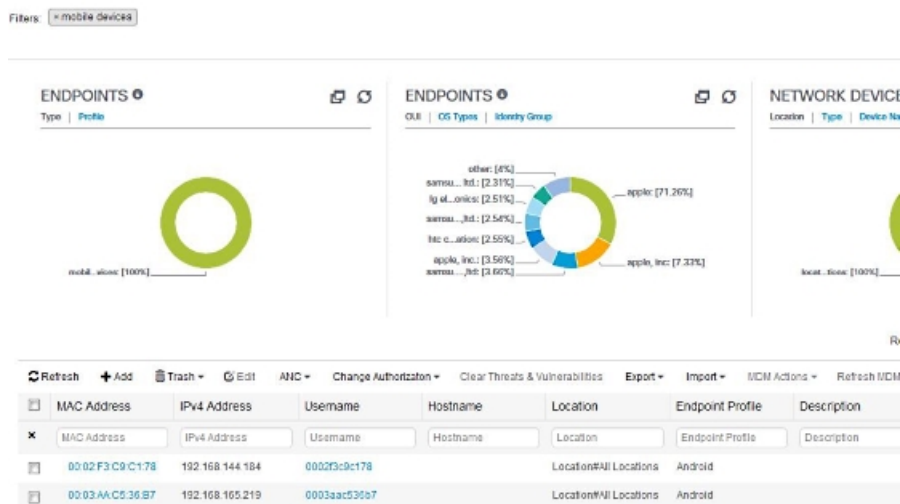 Filters: × mobile devices
ENDPOINTS
Type | Profile
mobil...vices: [100%]
ENDPOINTS
OUI | OS Types | Identity Group
other: [4%]
samsu... ltd.: [2.31%]
lg el...onics: [2.51%]
samsu...,ltd.: [2.54%]
htc c...ation: [2.55%]
apple, inc.: [3.56%]
samsu...,ltd: [3.66%]
apple: [71.26%]
apple, inc: [7.33%]
NETWORK DEVICE
Location | Type | Device Na
locat...tions: [100%]
Re
Refresh Add Trash Edit ANC Change Authorizaton Clear Threats & Vulnerabilities Export Import MDM Actions Refresh MDM
MAC Address IPv4 Address Username Hostname Location Endpoint Profile Description
× MAC Address IPv4 Address Username Hostname Location Endpoint Profile Description
00:02:F3:C9:C1:78 192.168.144.184 0002f3c9c178 Location#All Locations Android
00:03:AA:C5:36:B7 192.168.165.219 0003aac536b7 Location#All Locations Android